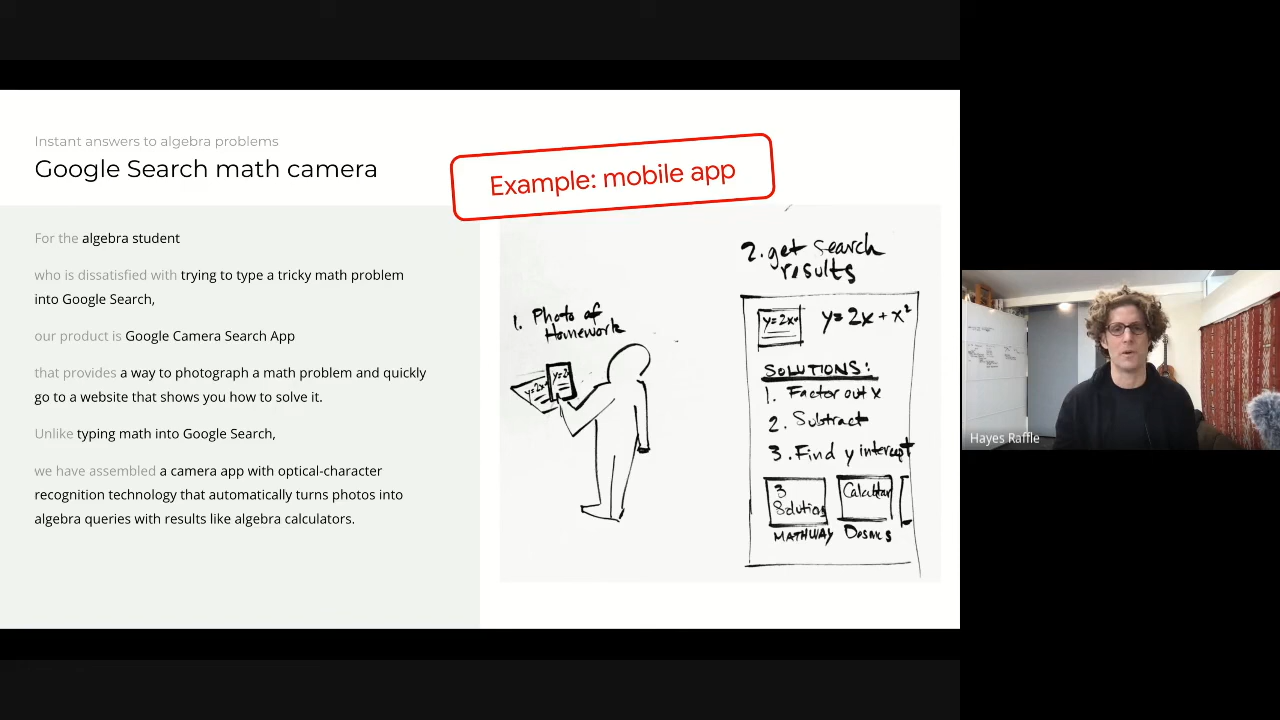 Instant answers to algebra problems
Google Search math camera
Example: mobile app
For the algebra student
who is dissatisfied with trying to type a tricky math problem
into Google Search,
our product is Google Camera Search App
that provides a way to photograph a math problem and quickly
go to a website that shows you how to solve it.
Unlike typing math into Google Search,
we have assembled a camera app with optical-character
recognition technology that automatically turns photos into
algebra queries with results like algebra calculators.
1. Photo of
Homework
y=2x
y=2
2. get search
results
y=2x
y=2x+x²
SOLUTIONS:
1. Factor out x
2. Subtract
3. Find y intercept
3
Solutions
MATHWAY
Calculator
Hayes Raffle